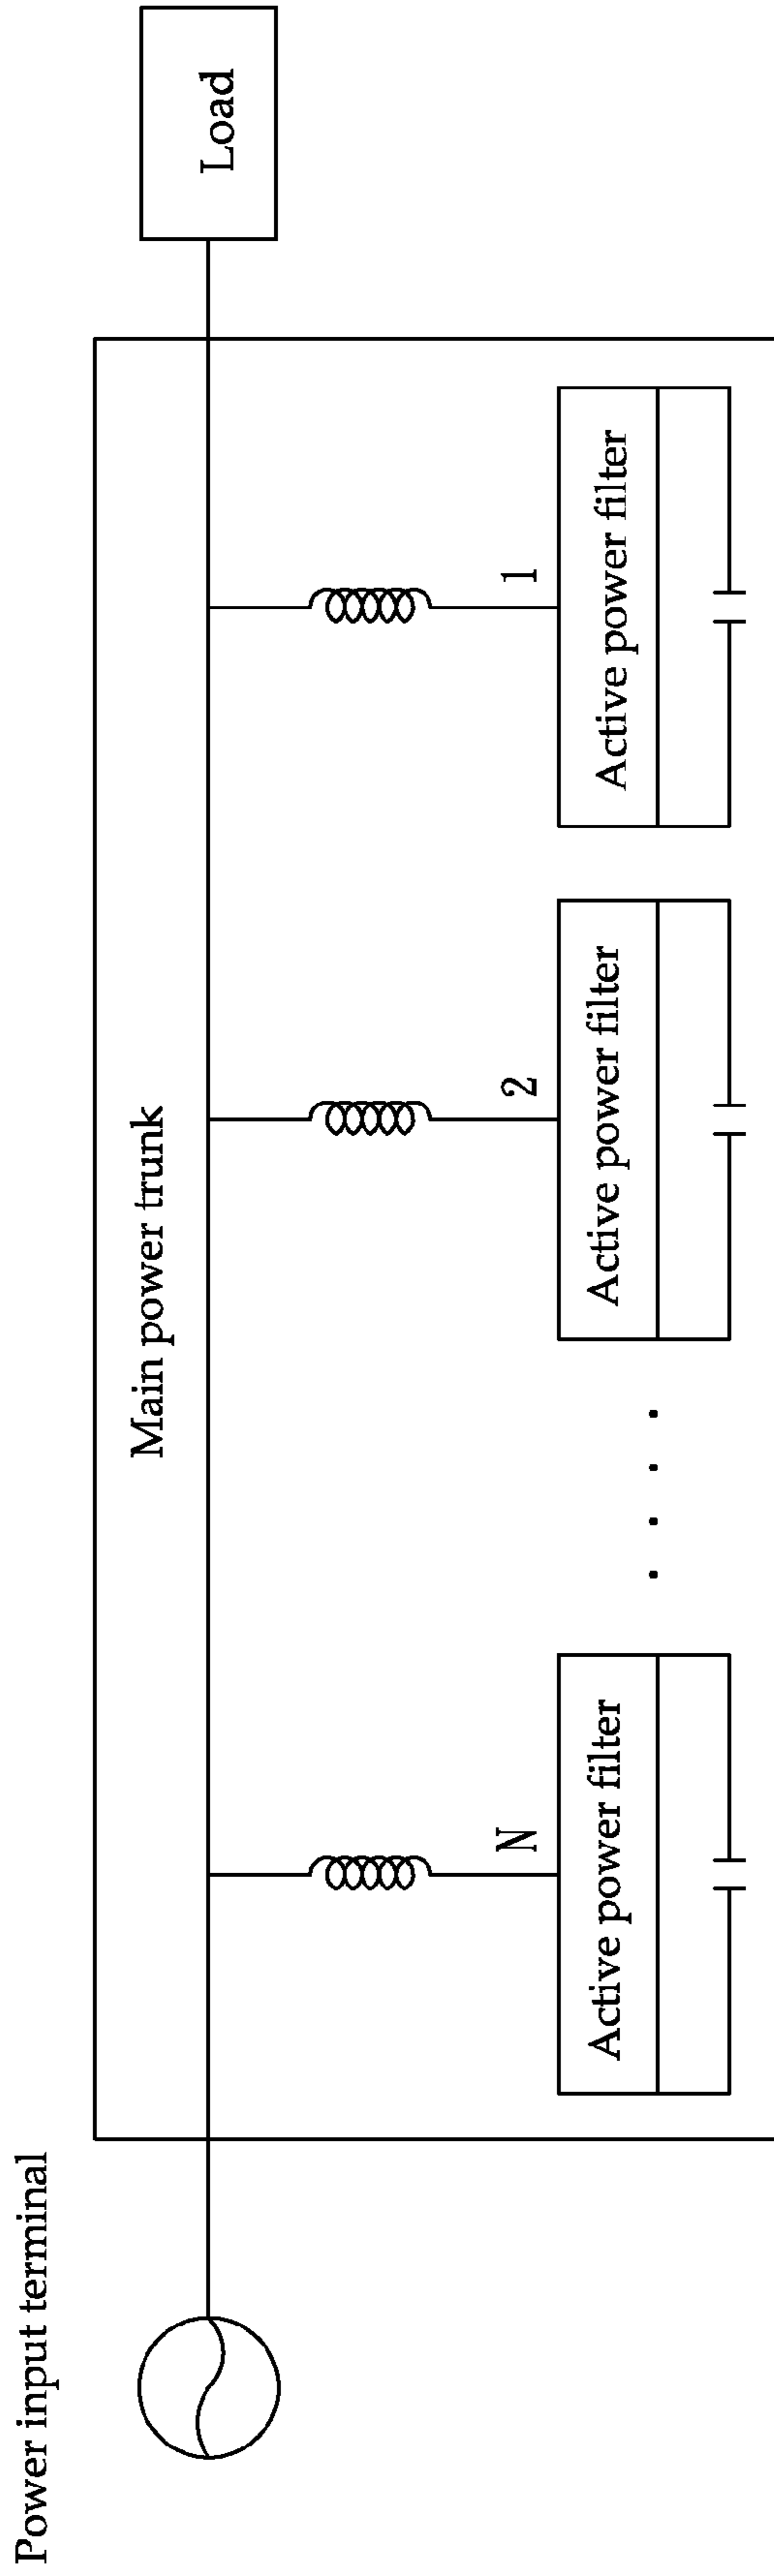 Power input terminal
Main power trunk
Load
N
2
1
Active power filter
Active power filter
Active power filter